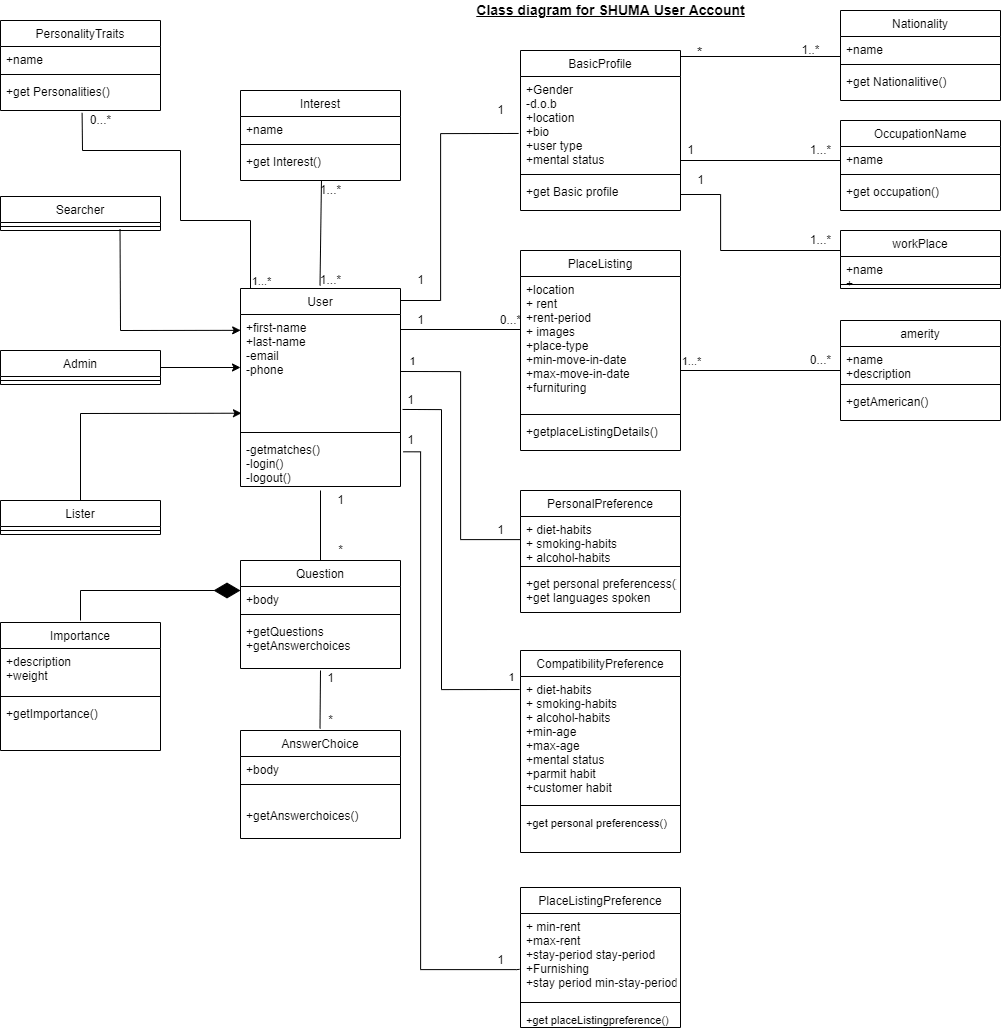 Class diagram for SHUMA User Account
PersonalityTraits
+name
+get Personalities()
0...*
Interest
+name
+get Interest()
1...*
1...*
1...*
Searcher
Admin
Lister
User
+first-name
+last-name
-email
-phone
-getmatches()
-login()
-logout()
1
1
1
0...*
1
1
1
1
1
1
1
*
Question
+body
+getQuestions
+getAnswerchoices
1
*
Importance
+description
+weight
+getImportance()
AnswerChoice
+body
+getAnswerchoices()
BasicProfile
+Gender
-d.o.b
+location
+bio
+user type
+mental status
+get Basic profile
*
1..*
1
1...*
1
1...*
Nationality
+name
+get Nationalitive()
OccupationName
+name
+get occupation()
workPlace
+name
+
PlaceListing
+location
+ rent
+rent-period
+ images
+place-type
+min-move-in-date
+max-move-in-date
+furnituring
+getplaceListingDetails()
1...*
0...*
amerity
+name
+description
+getAmerican()
PersonalPreference
+ diet-habits
+ smoking-habits
+ alcohol-habits
+get personal preferencess(
+get languages spoken
CompatibilityPreference
+ diet-habits
+ smoking-habits
+ alcohol-habits
+min-age
+max-age
+mental status
+parmit habit
+customer habit
+get personal preferencess()
PlaceListingPreference
+ min-rent
+max-rent
+stay-period stay-period
+Furnishing
+stay period min-stay-period
+get placeListingpreference()